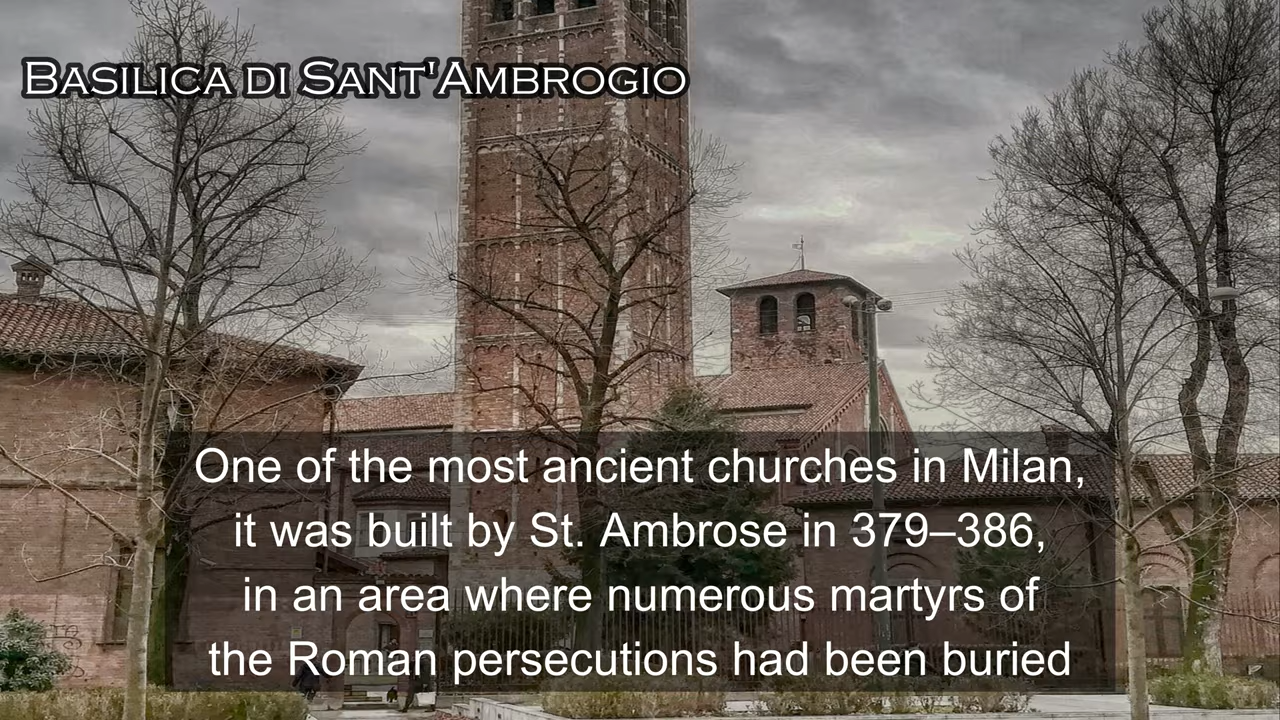 Basilica di Sant'Ambrogio
One of the most ancient churches in Milan,
it was built by St. Ambrose in 379–386,
in an area where numerous martyrs of
the Roman persecutions had been buried